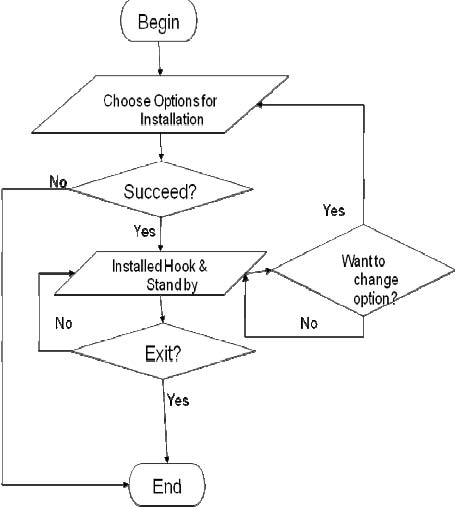 Begin
Choose Options for
Installation
No
Succeed?
Yes
Yes
Installed Hook &
Stand by
Want to
change
option?
No
No
Exit?
Yes
End